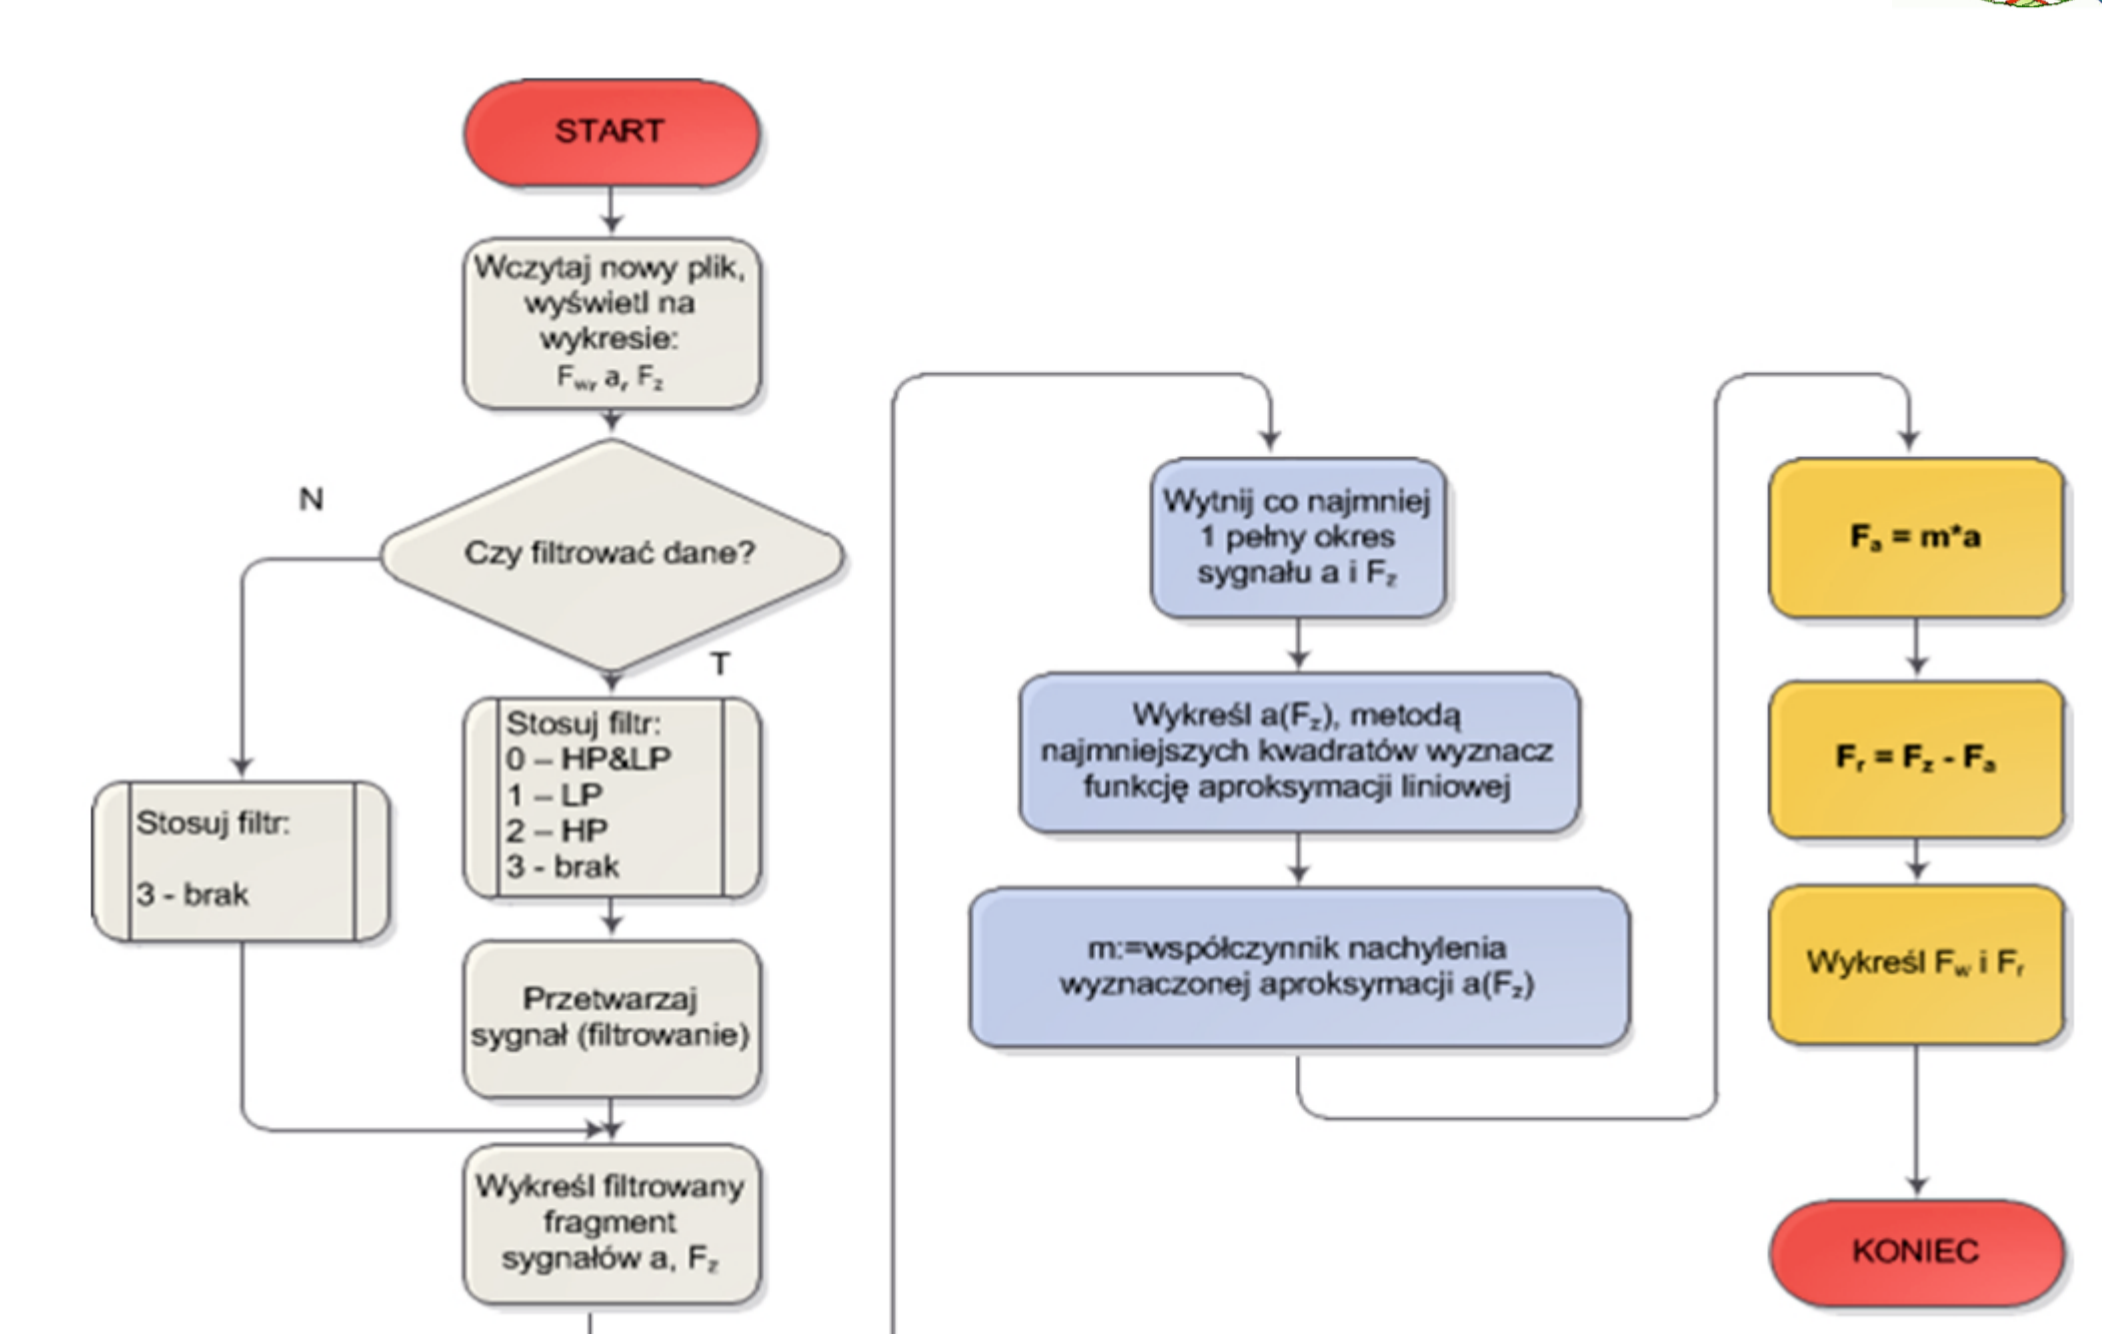 START
Wczytaj nowy plik,
wyświetl na
wykresie:
Fw, a, Fz
N
Czy filtrować dane?
T
Stosuj filtr:
0 – HP&LP
1 – LP
2 – HP
3 - brak
Stosuj filtr:
3 - brak
Przetwarzaj
sygnał (filtrowanie)
Wykreśl filtrowany
fragment
sygnałów a, Fz
Wytnij co najmniej
1 pełny okres
sygnału a i Fz
Wykreśl a(Fz), metodą
najmniejszych kwadratów wyznacz
funkcję aproksymacji liniowej
m:=współczynnik nachylenia
wyznaczonej aproksymacji a(Fz)
Fa = m*a
Fr = Fz - Fa
Wykreśl Fw i Fr
KONIEC